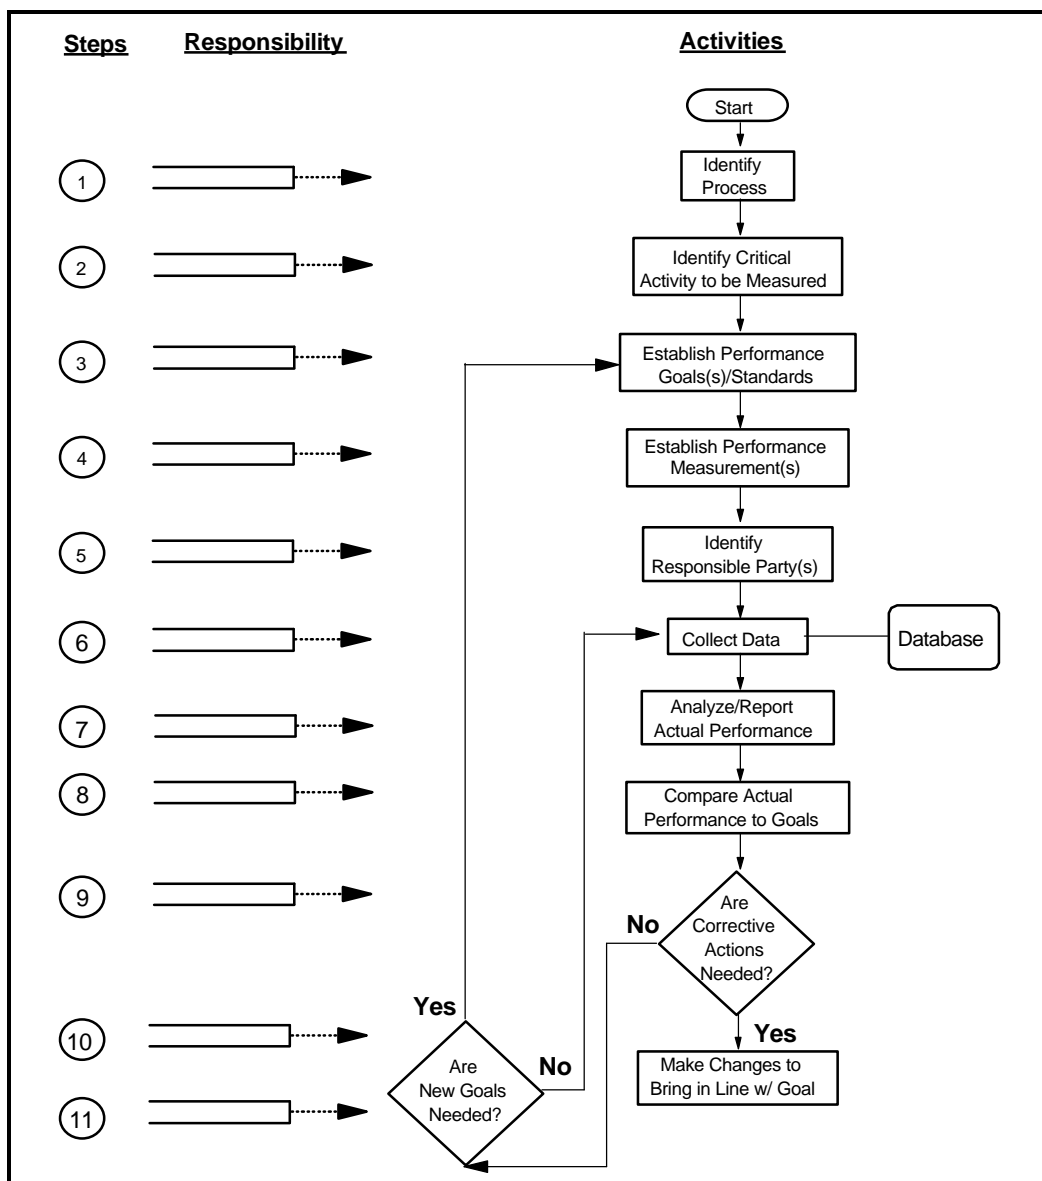 Steps
Responsibility
Activities
Start
1
Identify
Process
2
Identify Critical
Activity to be Measured
3
Establish Performance
Goals(s)/Standards
4
Establish Performance
Measurement(s)
5
Identify
Responsible Party(s)
6
Collect Data
Database
7
Analyze/Report
Actual Performance
8
Compare Actual
Performance to Goals
9
Are
Corrective
Actions
Needed?
No
Yes
10
Make Changes to
Bring in Line w/ Goal
Yes
Are
New Goals
Needed?
No
11